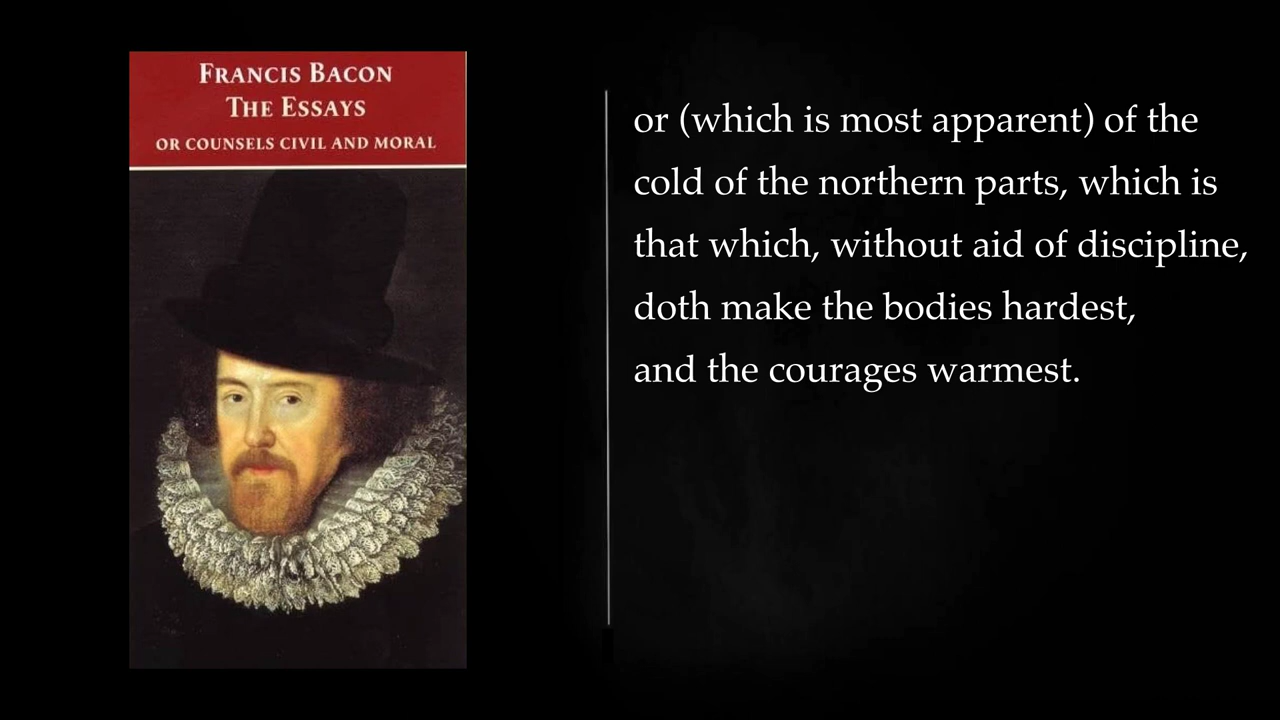 FRANCIS BACON
THE ESSAYS
OR COUNSELS CIVIL AND MORAL
or (which is most apparent) of the
cold of the northern parts, which is
that which, without aid of discipline,
doth make the bodies hardest,
and the courages warmest.